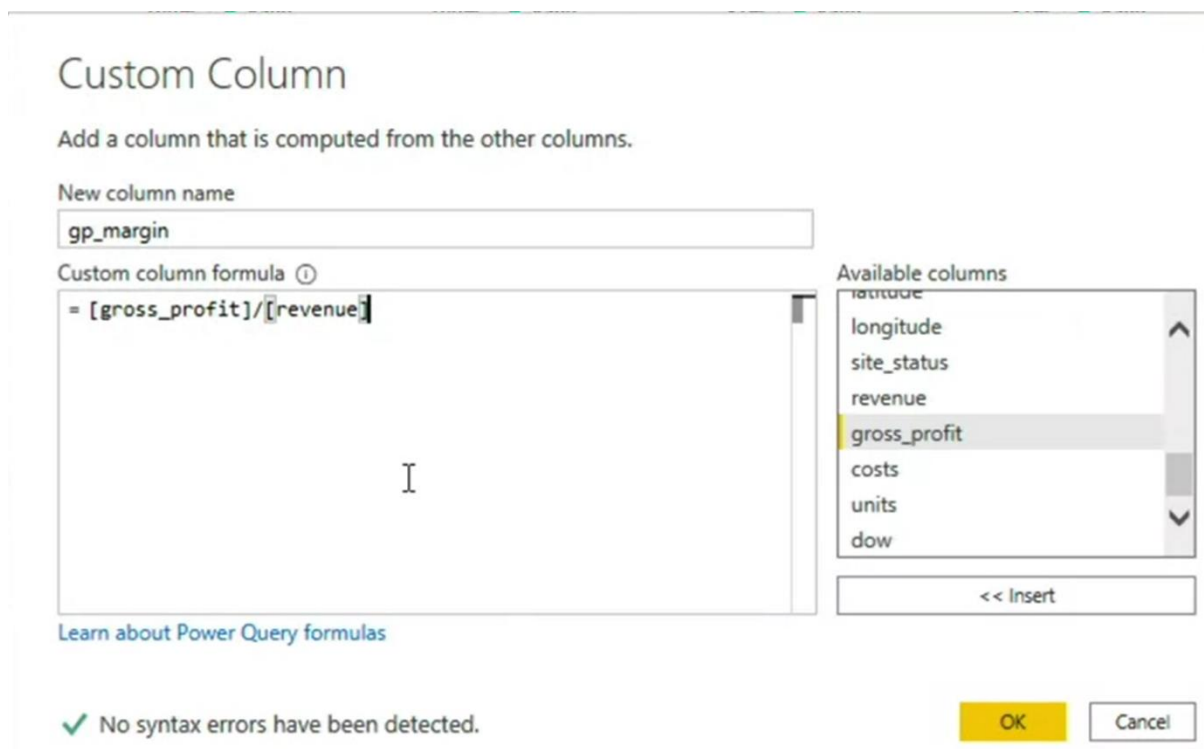 Custom Column
Add a column that is computed from the other columns.
New column name
gp_margin
Custom column formula
= [gross_profit]/[revenue]
Available columns
latitude
longitude
site_status
revenue
gross_profit
costs
units
dow
<< Insert
Learn about Power Query formulas
No syntax errors have been detected.
OK
Cancel